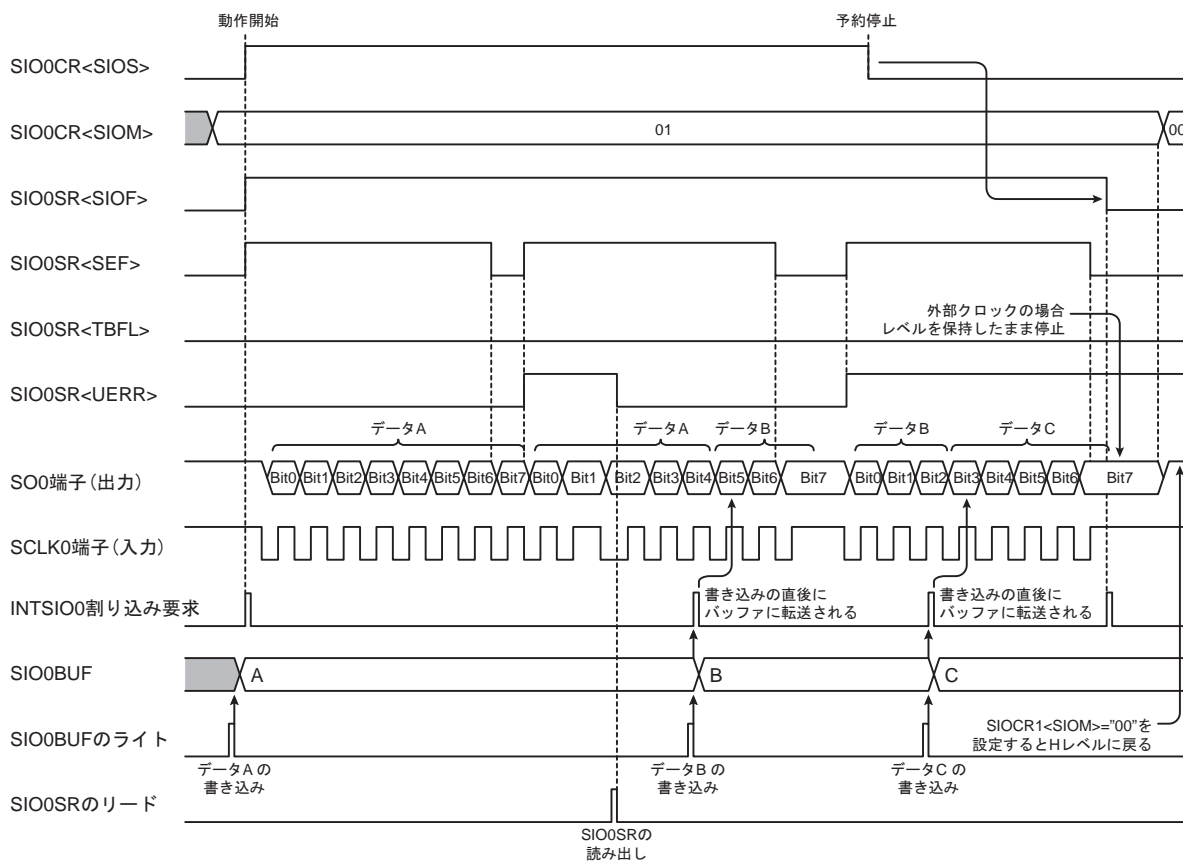 動作開始
予約停止
SIO0CR<SIOS>
SIO0CR<SIOM>
01
00
SIO0SR<SIOF>
SIO0SR<SEF>
SIO0SR<TBFL>
外部クロックの場合
レベルを保持したまま停止
SIO0SR<UERR>
データA
データA
データB
データB
データC
SO0端子(出力)
Bit0 Bit1 Bit2 Bit3 Bit4 Bit5 Bit6 Bit7 Bit0 Bit1 Bit2 Bit3 Bit4 Bit5 Bit6 Bit7 Bit0 Bit1 Bit2 Bit3 Bit4 Bit5 Bit6 Bit7
SCLK0端子(入力)
INTSIO0割り込み要求
書き込みの直後に
バッファに転送される
書き込みの直後に
バッファに転送される
SIO0BUF
A
B
C
SIO0BUFのライト
SIOCR1<SIOM>="00"を
設定するとHレベルに戻る
データA の
書き込み
データB の
書き込み
データC の
書き込み
SIO0SRのリード
SIO0SRの
読み出し